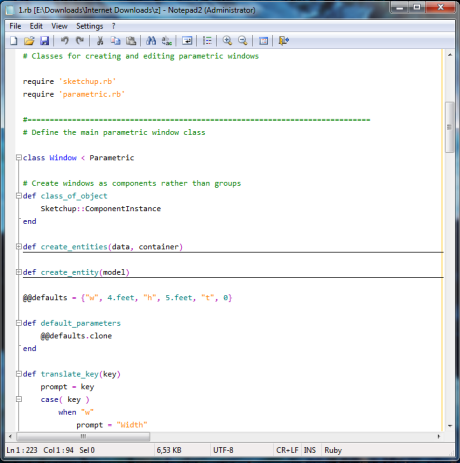 1.rb [E:\Downloads\Internet Downloads\z] - Notepad2 (Administrator)
File Edit View Settings ?
# Classes for creating and editing parametric windows
require 'sketchup.rb'
require 'parametric.rb'
#============================================================================
# Define the main parametric window class
class Window < Parametric
# Create windows as components rather than groups
def class_of_object
Sketchup::ComponentInstance
end
def create_entities(data, container)
def create_entity(model)
@@defaults = {"w", 4.feet, "h", 5.feet, "t", 0}
def default_parameters
@@defaults.clone
end
def translate_key(key)
prompt = key
case( key )
when "w"
prompt = "Width"
Ln 1 : 223 Col 1 : 94 Sel 0 6,53 KB UTF-8 CR+LF INS Ruby